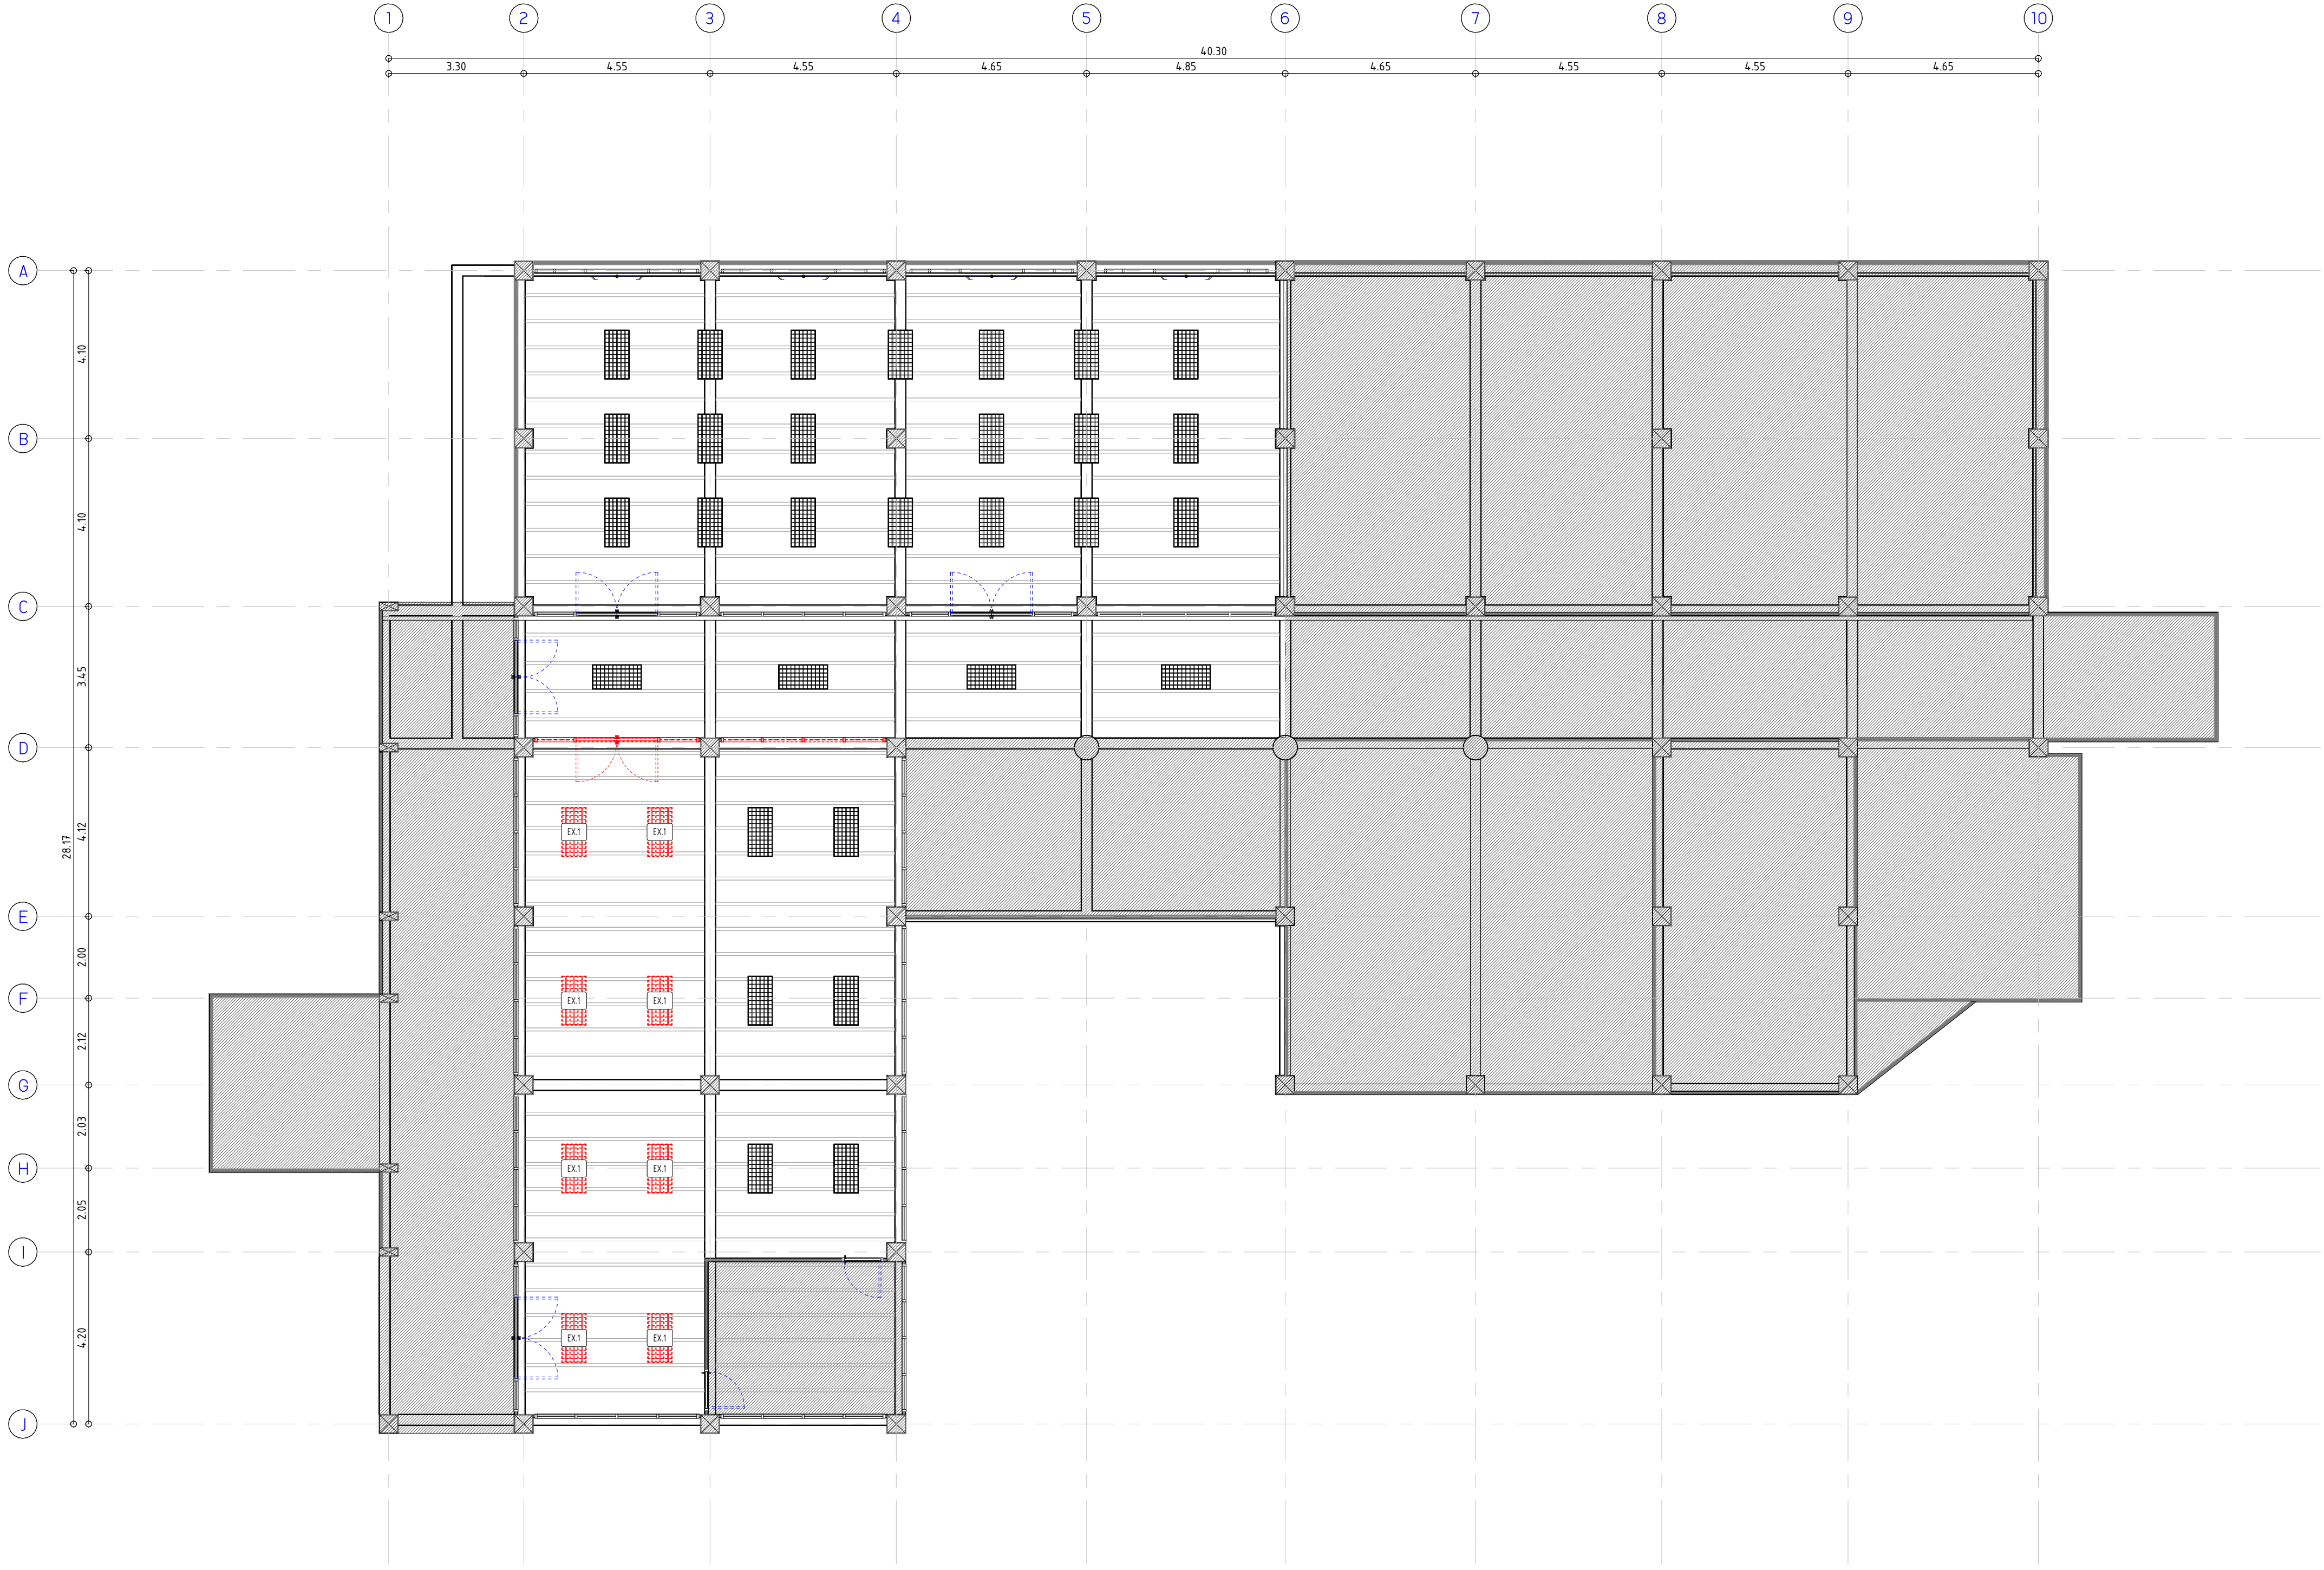 1 2 3 4 5 6 7 8 9 10
40.30
3.30 4.55 4.55 4.65 4.85 4.65 4.55 4.55 4.65
A
4.10
B
4.10
C
3.45
D
4.12
28.17
EX.1 EX.1
E
2.00
F
EX.1 EX.1
2.12
G
2.03
H
EX.1 EX.1
2.05
I
4.20
EX.1 EX.1
J